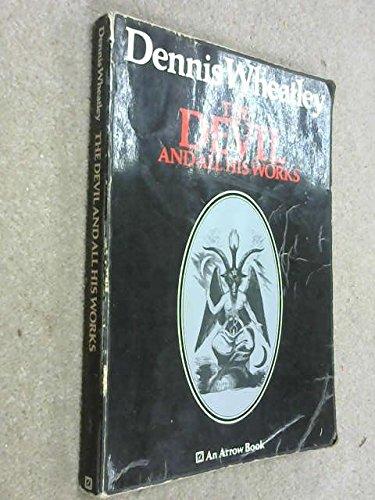 Dennis Wheatley
THE DEVIL AND ALL HIS WORKS
Dennis Wheatley
THE
DEVIL
AND ALL HIS WORKS
An Arrow Book